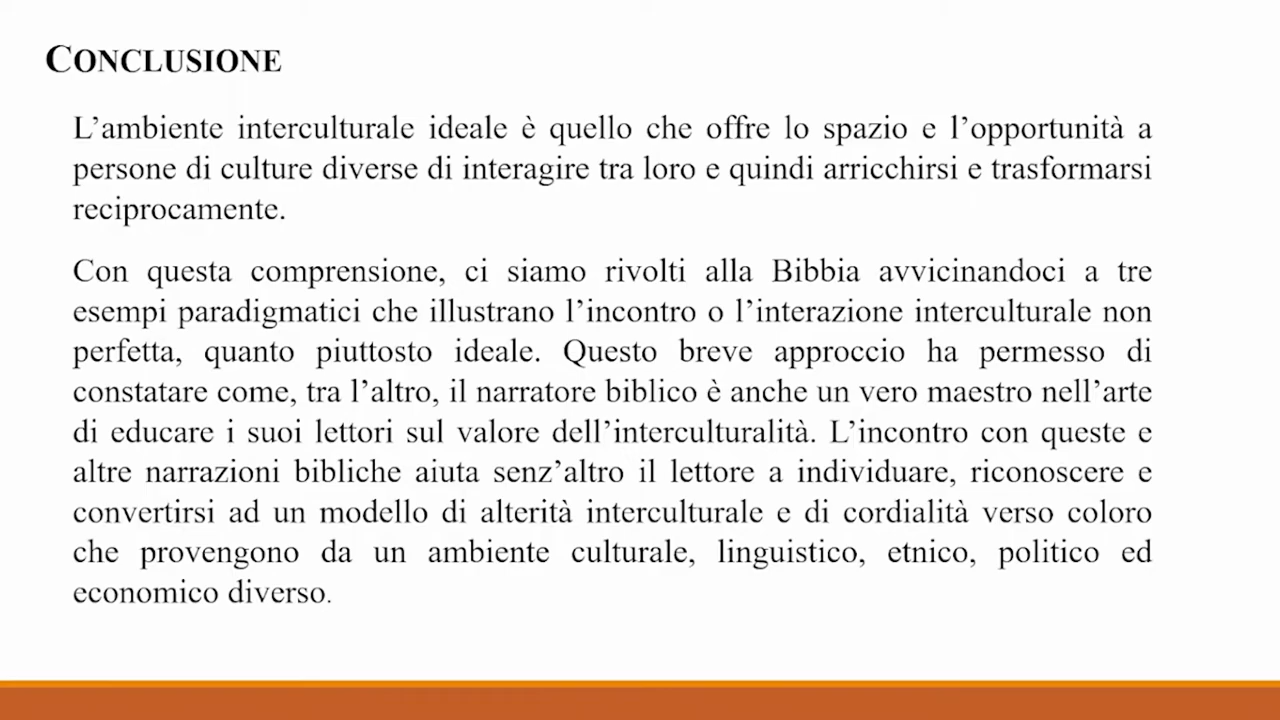 CONCLUSIONE
L’ambiente interculturale ideale è quello che offre lo spazio e l’opportunità a
persone di culture diverse di interagire tra loro e quindi arricchirsi e trasformarsi
reciprocamente.
Con questa comprensione, ci siamo rivolti alla Bibbia avvicinandoci a tre
esempi paradigmatici che illustrano l’incontro o l’interazione interculturale non
perfetta, quanto piuttosto ideale. Questo breve approccio ha permesso di
constatare come, tra l’altro, il narratore biblico è anche un vero maestro nell’arte
di educare i suoi lettori sul valore dell’interculturalità. L’incontro con queste e
altre narrazioni bibliche aiuta senz’altro il lettore a individuare, riconoscere e
convertirsi ad un modello di alterità interculturale e di cordialità verso coloro
che provengono da un ambiente culturale, linguistico, etnico, politico ed
economico diverso.